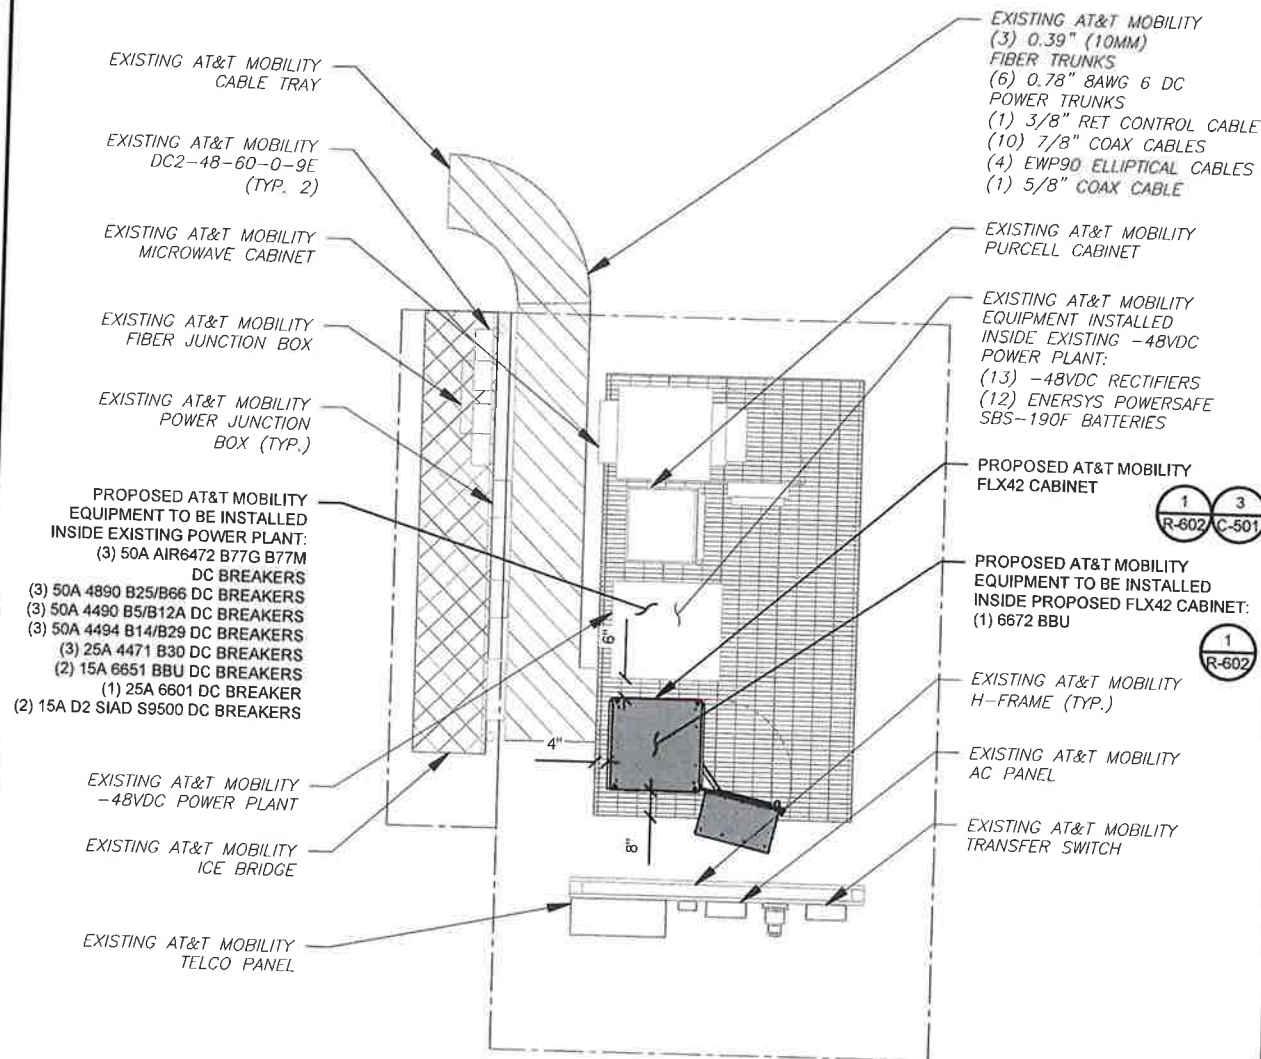 EXISTING AT&T MOBILITY
CABLE TRAY
EXISTING AT&T MOBILITY
DC2-48-60-0-9E
(TYP. 2)
EXISTING AT&T MOBILITY
MICROWAVE CABINET
EXISTING AT&T MOBILITY
FIBER JUNCTION BOX
EXISTING AT&T MOBILITY
POWER JUNCTION
BOX (TYP.)
PROPOSED AT&T MOBILITY
EQUIPMENT TO BE INSTALLED
INSIDE EXISTING POWER PLANT:
(3) 50A AIR6472 B77G B77M
DC BREAKERS
(3) 50A 4890 B25/B66 DC BREAKERS
(3) 50A 4490 B5/B12A DC BREAKERS
(3) 50A 4494 B14/B29 DC BREAKERS
(3) 25A 4471 B30 DC BREAKERS
(2) 15A 6651 BBU DC BREAKERS
(1) 25A 6601 DC BREAKER
(2) 15A D2 SIAD S9500 DC BREAKERS
EXISTING AT&T MOBILITY
-48VDC POWER PLANT
EXISTING AT&T MOBILITY
ICE BRIDGE
EXISTING AT&T MOBILITY
TELCO PANEL
6"
4"
8"
EXISTING AT&T MOBILITY
(3) 0.39" (10MM)
FIBER TRUNKS
(6) 0.78" 8AWG 6 DC
POWER TRUNKS
(1) 3/8" RET CONTROL CABLE
(10) 7/8" COAX CABLES
(4) EWP90 ELLIPTICAL CABLES
(1) 5/8" COAX CABLE
EXISTING AT&T MOBILITY
PURCELL CABINET
EXISTING AT&T MOBILITY
EQUIPMENT INSTALLED
INSIDE EXISTING -48VDC
POWER PLANT:
(13) -48VDC RECTIFIERS
(12) ENERSYS POWERSAFE
SBS-190F BATTERIES
PROPOSED AT&T MOBILITY
FLX42 CABINET
1
R-602
3
C-501
PROPOSED AT&T MOBILITY
EQUIPMENT TO BE INSTALLED
INSIDE PROPOSED FLX42 CABINET:
(1) 6672 BBU
1
R-602
EXISTING AT&T MOBILITY
H-FRAME (TYP.)
EXISTING AT&T MOBILITY
AC PANEL
EXISTING AT&T MOBILITY
TRANSFER SWITCH